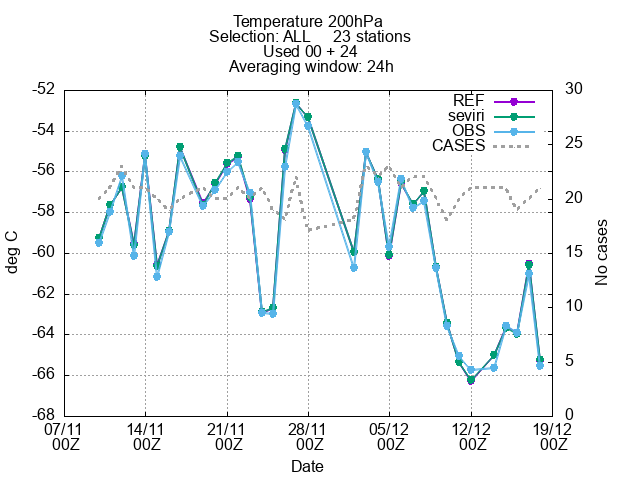 Temperature 200hPa
Selection: ALL 23 stations
Used 00 + 24
Averaging window: 24h
-52
-54
-56
-58
-60
-62
-64
-66
-68
deg C
30
25
20
15
10
5
0
No cases
REF
seviri
OBS
CASES
07/11 14/11 21/11 28/11 05/12 12/12 19/12
00Z 00Z 00Z 00Z 00Z 00Z 00Z
Date